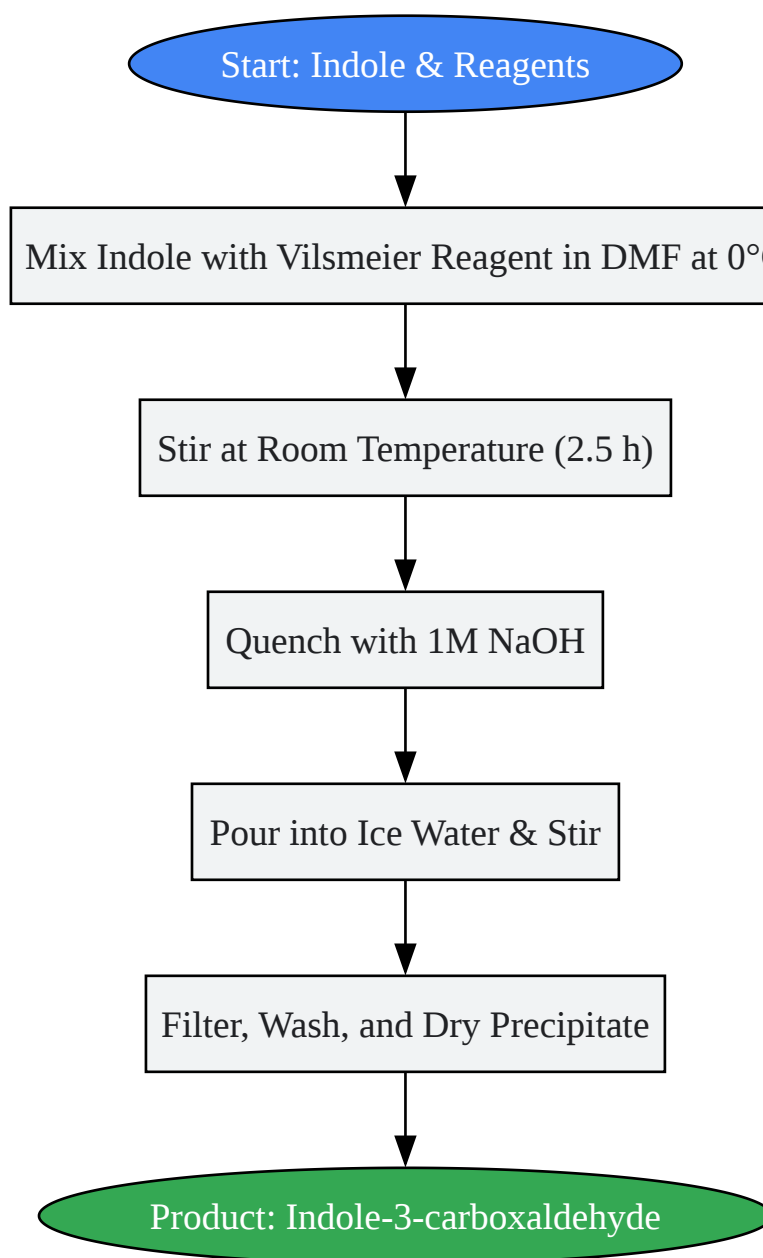 Start: Indole & Reagents
Mix Indole with Vilsmeier Reagent in DMF at 0°C
Stir at Room Temperature (2.5 h)
Quench with 1M NaOH
Pour into Ice Water & Stir
Filter, Wash, and Dry Precipitate
Product: Indole-3-carboxaldehyde